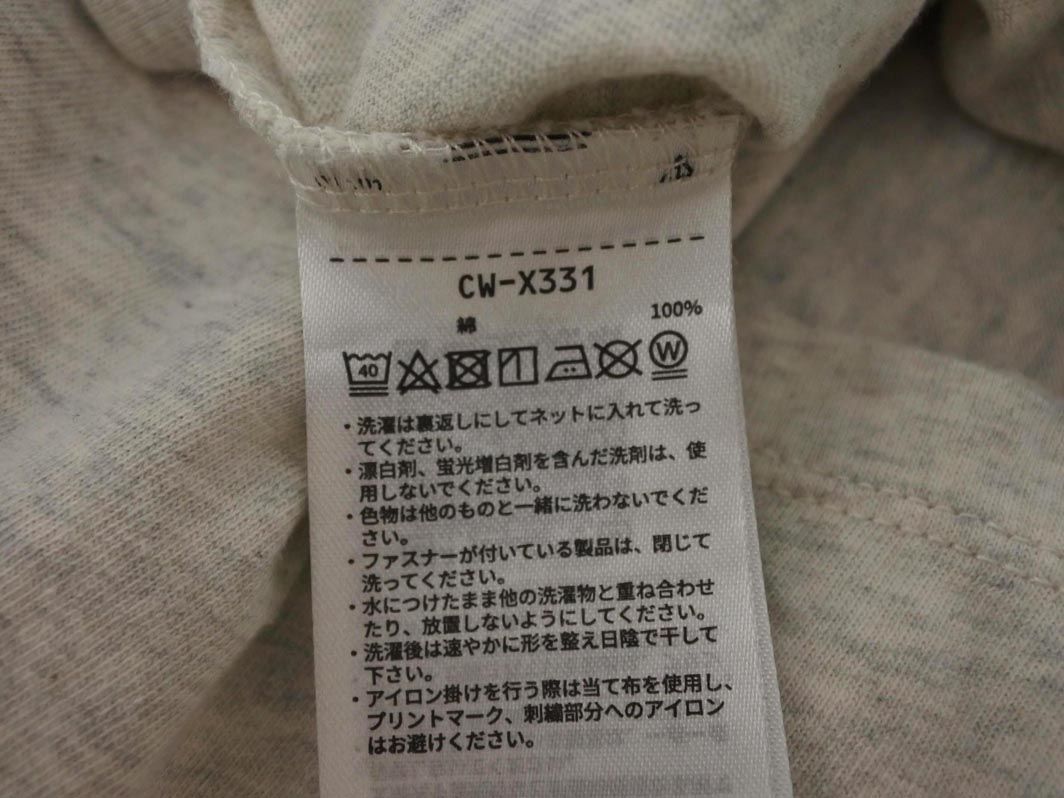 CW-X331
綿 100%
40 W
・洗濯は裏返しにしてネットに入れて洗っ
てください。
・漂白剤、蛍光増白剤を含んだ洗剤は、使
用しないでください。
・色物は他のものと一緒に洗わないでくだ
さい。
・ファスナーが付いている製品は、閉じて
洗ってください。
・水につけたまま他の洗濯物と重ね合わせ
たり、放置しないようにしてください。
・洗濯後は速やかに形を整え日陰で干して
下さい。
・アイロン掛けを行う際は当て布を使用し、
プリントマーク、刺繍部分へのアイロン
はお避けください。